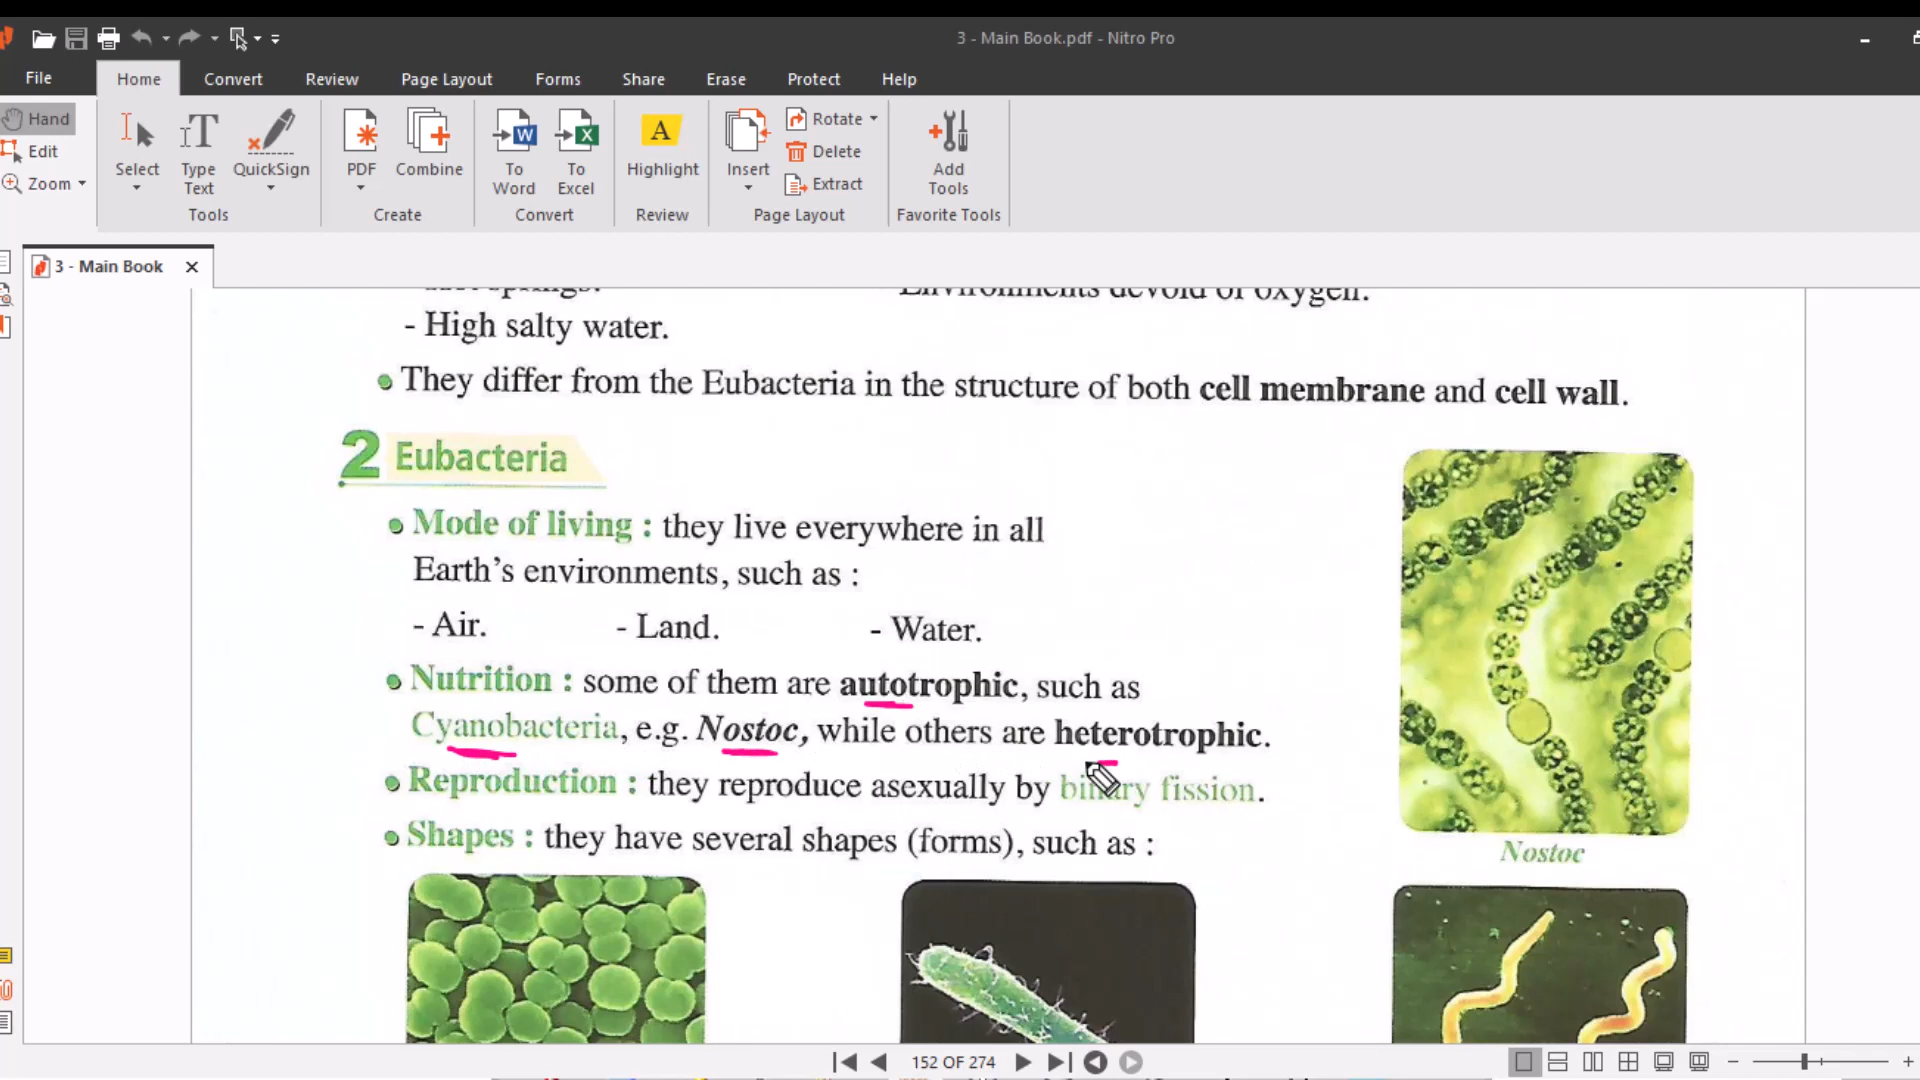 3 - Main Book.pdf - Nitro Pro
File
Home
Convert
Review
Page Layout
Forms
Share
Erase
Protect
Help
Hand
Edit
Zoom
Select
Type
Text
QuickSign
Tools
PDF
Combine
Create
To
Word
To
Excel
Convert
Highlight
Review
Insert
Rotate
Delete
Extract
Page Layout
Add
Tools
Favorite Tools
3 - Main Book
springs.
Environments devoid of oxygen.
- High salty water.
They differ from the Eubacteria in the structure of both cell membrane and cell wall.
2 Eubacteria
Mode of living : they live everywhere in all
Earth's environments, such as :
- Air. - Land. - Water.
Nutrition : some of them are autotrophic, such as
Cyanobacteria, e.g. Nostoc, while others are heterotrophic.
Reproduction : they reproduce asexually by binary fission.
Shapes : they have several shapes (forms), such as :
Nostoc
152 OF 274